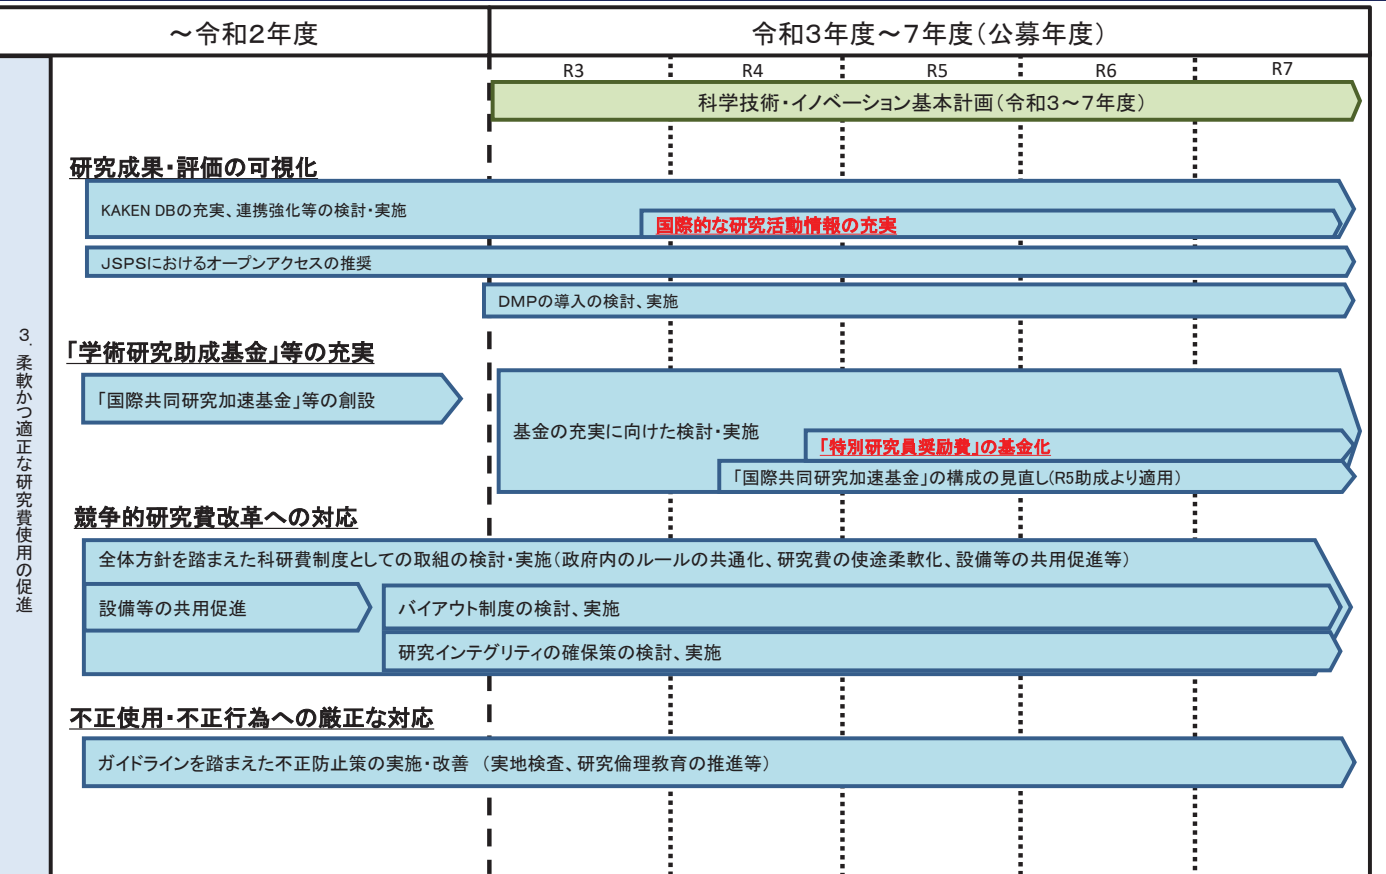 ～令和２年度
令和３年度～７年度（公募年度）
R3
R4
R5
R6
R7
科学技術・イノベーション基本計画（令和３～７年度）
３．柔軟かつ適正な研究費使用の促進
研究成果・評価の可視化
KAKEN DBの充実、連携強化等の検討・実施
国際的な研究活動情報の充実
ＪＳＰＳにおけるオープンアクセスの推奨
ＤＭＰの導入の検討、実施
「学術研究助成基金」等の充実
「国際共同研究加速基金」等の創設
基金の充実に向けた検討・実施
「特別研究員奨励費」の基金化
「国際共同研究加速基金」の構成の見直し（R5助成より適用）
競争的研究費改革への対応
全体方針を踏まえた科研費制度としての取組の検討・実施（政府内のルールの共通化、研究費の使途柔軟化、設備等の共用促進等）
設備等の共用促進
バイアウト制度の検討、実施
研究インテグリティの確保策の検討、実施
不正使用・不正行為への厳正な対応
ガイドラインを踏まえた不正防止策の実施・改善　（実地検査、研究倫理教育の推進等）